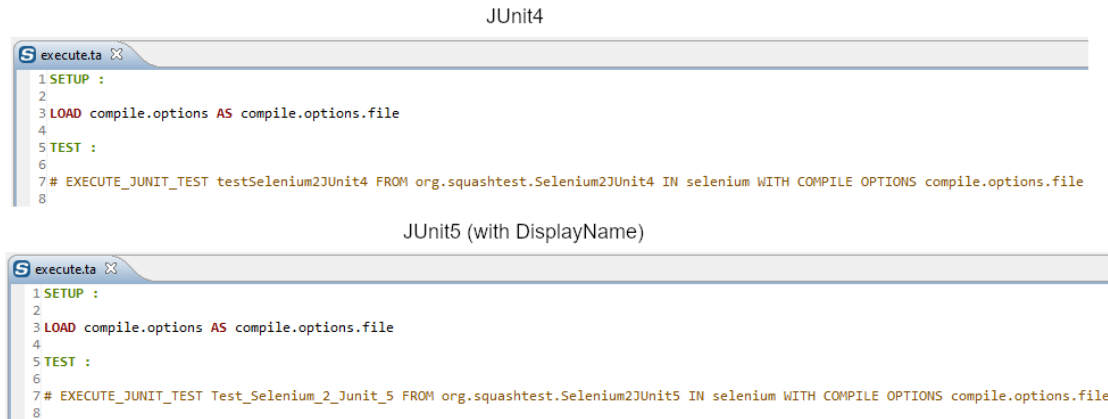 JUnit4
S execute.ta
1 SETUP :
2
3 LOAD compile.options AS compile.options.file
4
5 TEST :
6
7 # EXECUTE_JUNIT_TEST testSelenium2JUnit4 FROM org.squashtest.Selenium2JUnit4 IN selenium WITH COMPILE OPTIONS compile.options.file
8
JUnit5 (with DisplayName)
S execute.ta
1 SETUP :
2
3 LOAD compile.options AS compile.options.file
4
5 TEST :
6
7 # EXECUTE_JUNIT_TEST Test_Selenium_2_Junit_5 FROM org.squashtest.Selenium2JUnit5 IN selenium WITH COMPILE OPTIONS compile.options.file
8